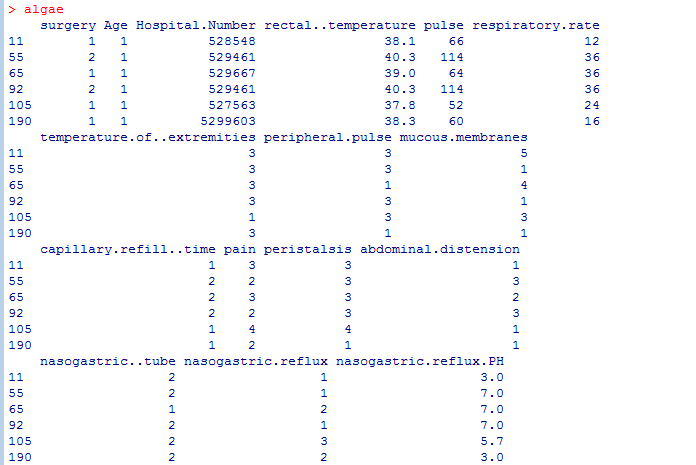 > algae
surgery Age Hospital.Number rectal..temperature pulse respiratory.rate
11 1 1 528548 38.1 66 12
55 2 1 529461 40.3 114 36
65 1 1 529667 39.0 64 36
92 2 1 529461 40.3 114 36
105 1 1 527563 37.8 52 24
190 1 1 5299603 38.3 60 16
temperature.of..extremities peripheral.pulse mucous.membranes
11 3 3 5
55 3 3 1
65 3 1 4
92 3 3 1
105 1 3 3
190 3 1 1
capillary.refill..time pain peristalsis abdominal.distension
11 1 3 3 1
55 2 2 3 3
65 2 3 3 2
92 2 2 3 3
105 1 4 4 1
190 1 2 1 1
nasogastric..tube nasogastric.reflux nasogastric.reflux.PH
11 2 1 3.0
55 2 1 7.0
65 1 2 7.0
92 2 1 7.0
105 2 3 5.7
190 2 2 3.0